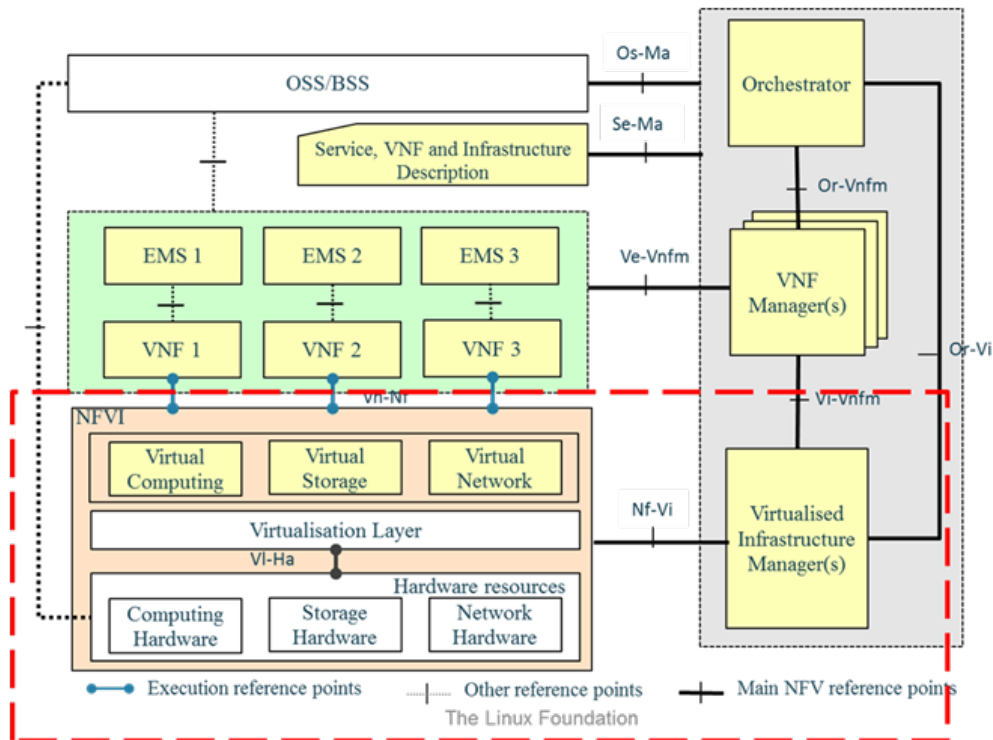 Os-Ma
OSS/BSS
Orchestrator
Se-Ma
Service, VNF and Infrastructure
Description
Or-Vnfm
EMS 1
EMS 2
EMS 3
Ve-Vnfm
VNF
Manager(s)
VNF 1
VNF 2
VNF 3
Or-Vi
Vn-Nf
Vi-Vnfm
NFVI
Virtual
Computing
Virtual
Storage
Virtual
Network
Nf-Vi
Virtualised
Infrastructure
Manager(s)
Virtualisation Layer
Vl-Ha
Hardware resources
Computing
Hardware
Storage
Hardware
Network
Hardware
Execution reference points
Other reference points
Main NFV reference points
The Linux Foundation